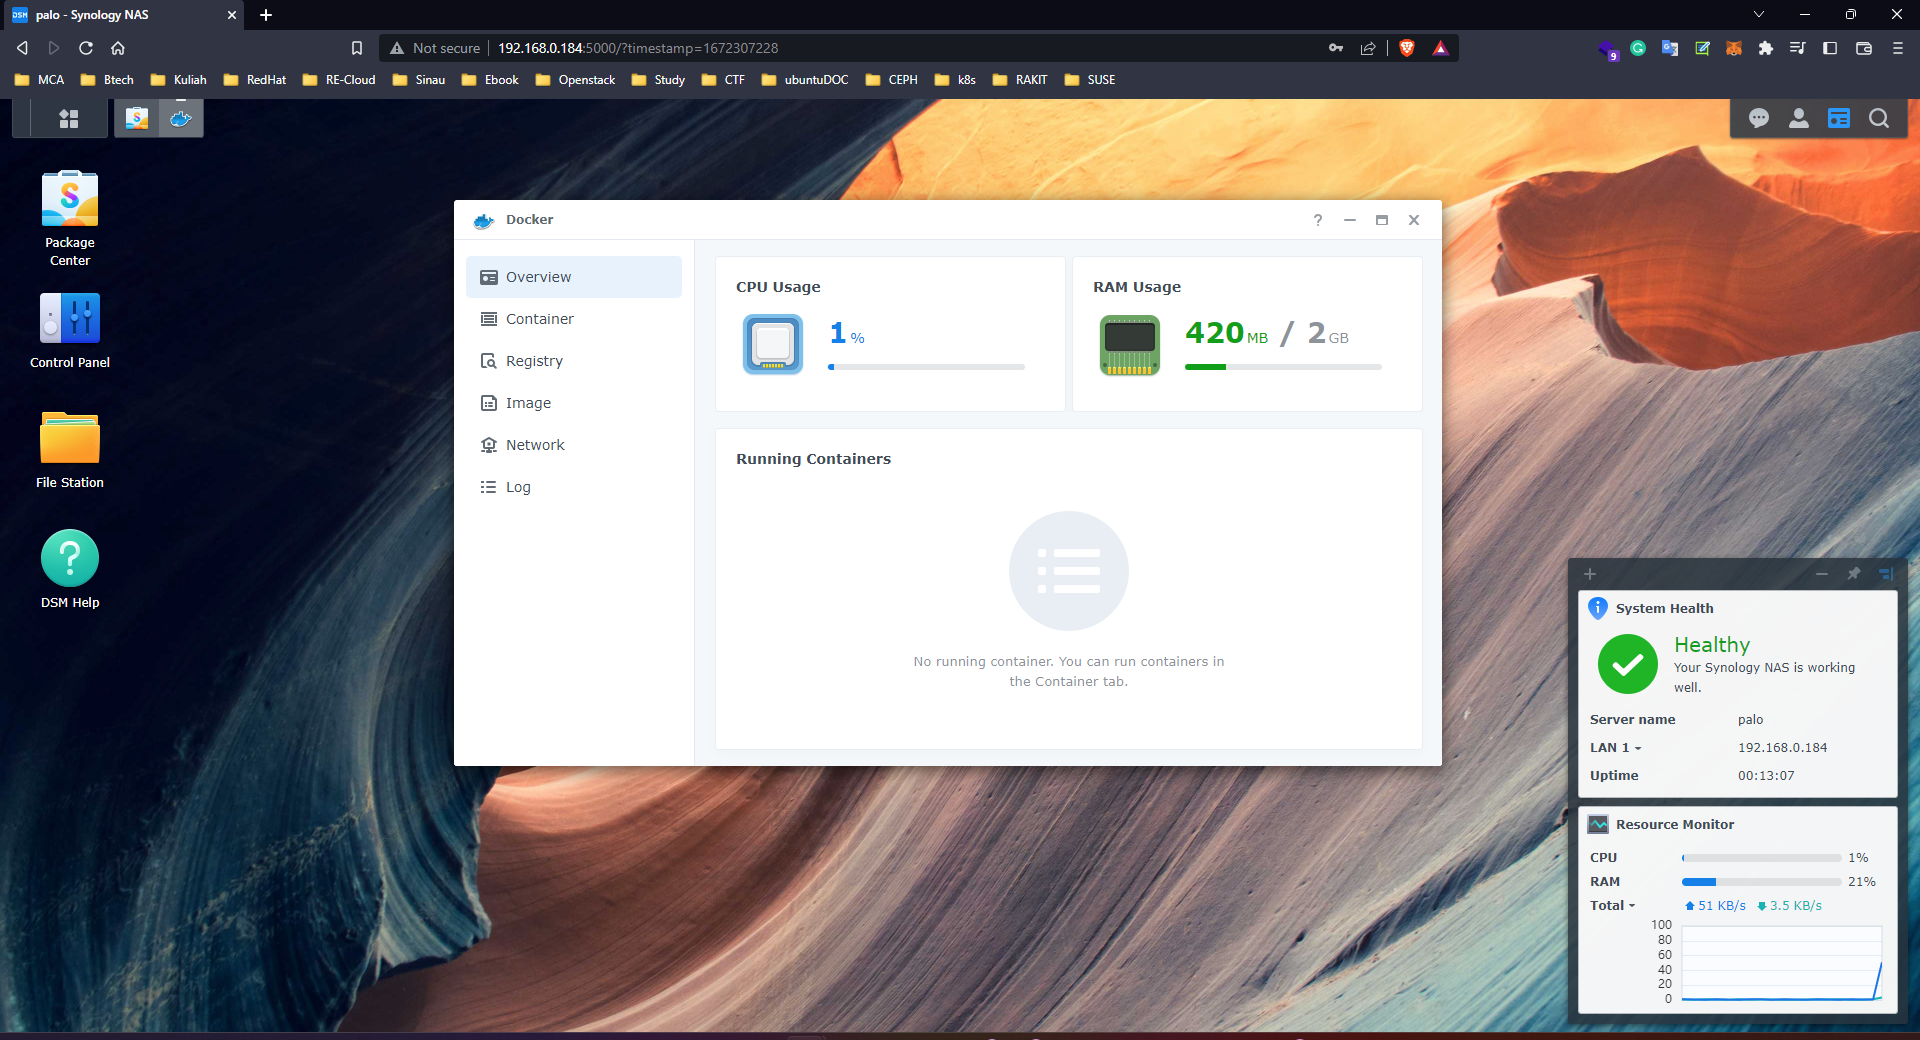 DSM palo - Synology NAS
Not secure 192.168.0.184:5000/?timestamp=1672307228
9
MCA Btech Kuliah RedHat RE-Cloud Sinau Ebook Openstack Study CTF ubuntuDOC CEPH k8s RAKIT SUSE
Package
Center
Control Panel
File Station
DSM Help
Docker
Overview
Container
Registry
Image
Network
Log
CPU Usage
1 %
RAM Usage
420 MB / 2 GB
Running Containers
No running container. You can run containers in
the Container tab.
System Health
Healthy
Your Synology NAS is working
well.
Server name palo
LAN 1 192.168.0.184
Uptime 00:13:07
Resource Monitor
CPU 1%
RAM 21%
Total 51 KB/s 3.5 KB/s
100
80
60
40
20
0